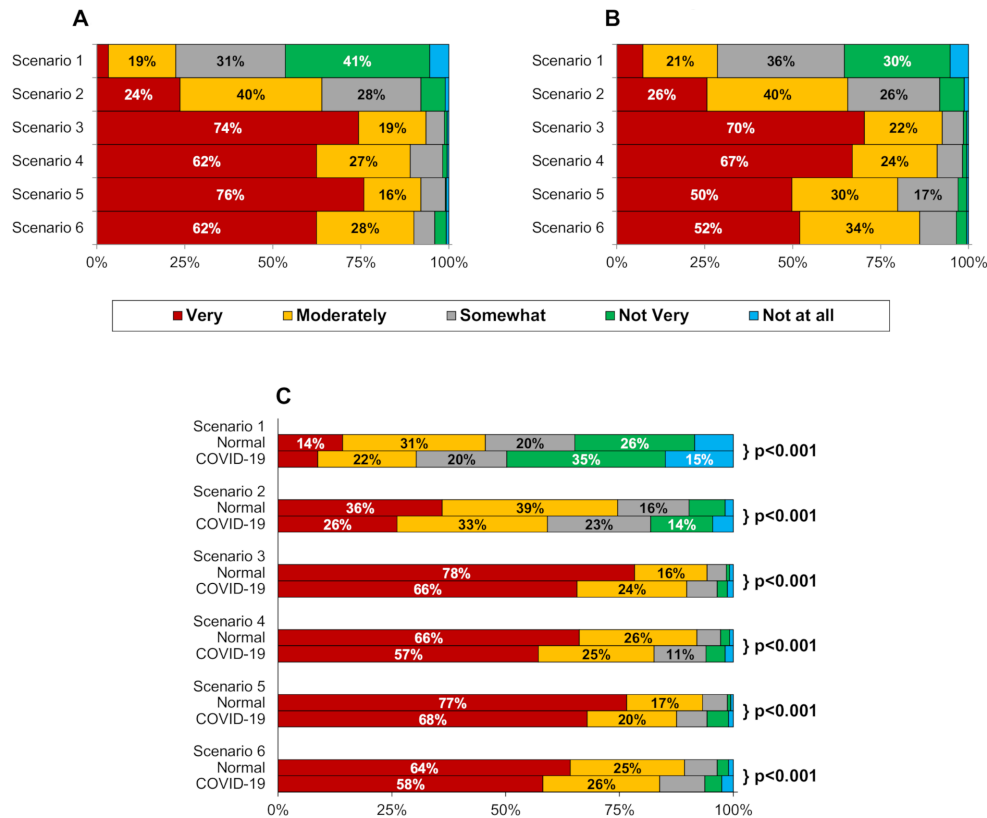 A
Scenario 1 19% 31% 41%
Scenario 2 24% 40% 28%
Scenario 3 74% 19%
Scenario 4 62% 27%
Scenario 5 76% 16%
Scenario 6 62% 28%
0% 25% 50% 75% 100%
B
Scenario 1 21% 36% 30%
Scenario 2 26% 40% 26%
Scenario 3 70% 22%
Scenario 4 67% 24%
Scenario 5 50% 30% 17%
Scenario 6 52% 34%
0% 25% 50% 75% 100%
Very Moderately Somewhat Not Very Not at all
C
Scenario 1
Normal 14% 31% 20% 26%
COVID-19 22% 20% 35% 15%
} p<0.001
Scenario 2
Normal 36% 39% 16%
COVID-19 26% 33% 23% 14%
} p<0.001
Scenario 3
Normal 78% 16%
COVID-19 66% 24%
} p<0.001
Scenario 4
Normal 66% 26%
COVID-19 57% 25% 11%
} p<0.001
Scenario 5
Normal 77% 17%
COVID-19 68% 20%
} p<0.001
Scenario 6
Normal 64% 25%
COVID-19 58% 26%
} p<0.001
0% 25% 50% 75% 100%